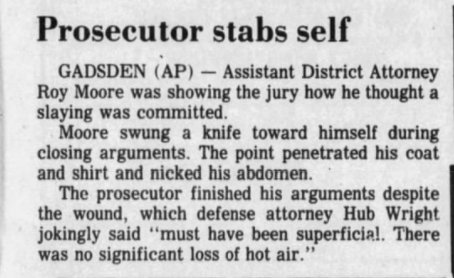 Prosecutor stabs self
GADSDEN (AP) — Assistant District Attorney
Roy Moore was showing the jury how he thought a
slaying was committed.
Moore swung a knife toward himself during
closing arguments. The point penetrated his coat
and shirt and nicked his abdomen.
The prosecutor finished his arguments despite
the wound, which defense attorney Hub Wright
jokingly said "must have been superficial. There
was no significant loss of hot air."